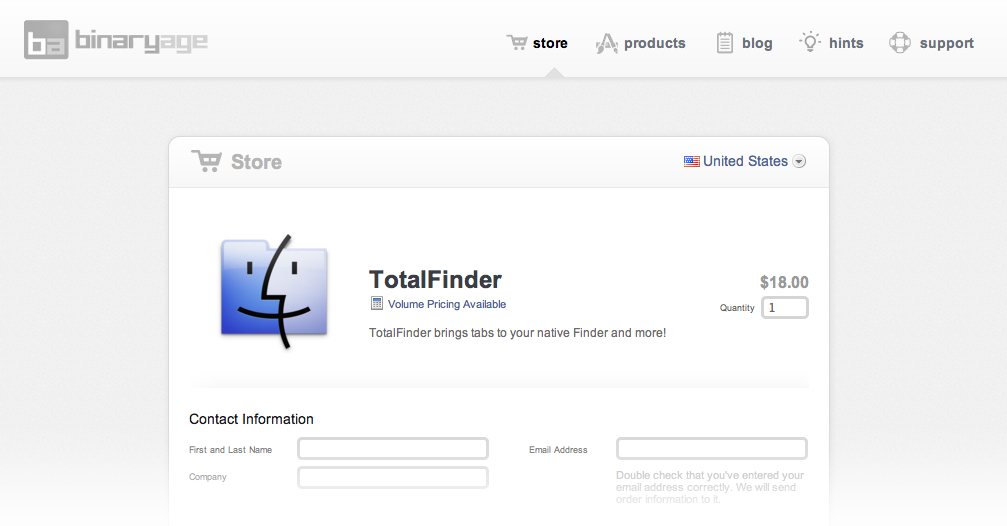 ba binaryage
store products blog hints support
Store
United States
TotalFinder
$18.00
Volume Pricing Available
Quantity 1
TotalFinder brings tabs to your native Finder and more!
Contact Information
First and Last Name
Email Address
Company
Double check that you've entered your
email address correctly. We will send
order information to it.